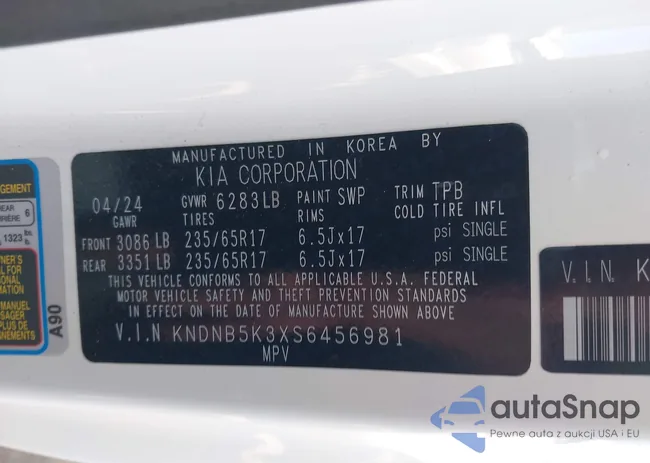 MANUFACTURED IN KOREA BY
KIA CORPORATION
04/24 GVWR 6283LB PAINT SWP TRIM TPB
GAWR TIRES RIMS COLD TIRE INFL
FRONT 3086 LB 235/65R17 6.5Jx17 psi SINGLE
REAR 3351 LB 235/65R17 6.5Jx17 psi SINGLE
THIS VEHICLE CONFORMS TO ALL APPLICABLE U.S.A. FEDERAL
MOTOR VEHICLE SAFETY AND THEFT PREVENTION STANDARDS
IN EFFECT ON THE DATE OF MANUFACTURE SHOWN ABOVE
V.I.N KNDNB5K3XS6456981
MPV
A90
6
1323 lbs.
V.I.N. K
autaSnap
Pewne auta z aukcji USA i EU